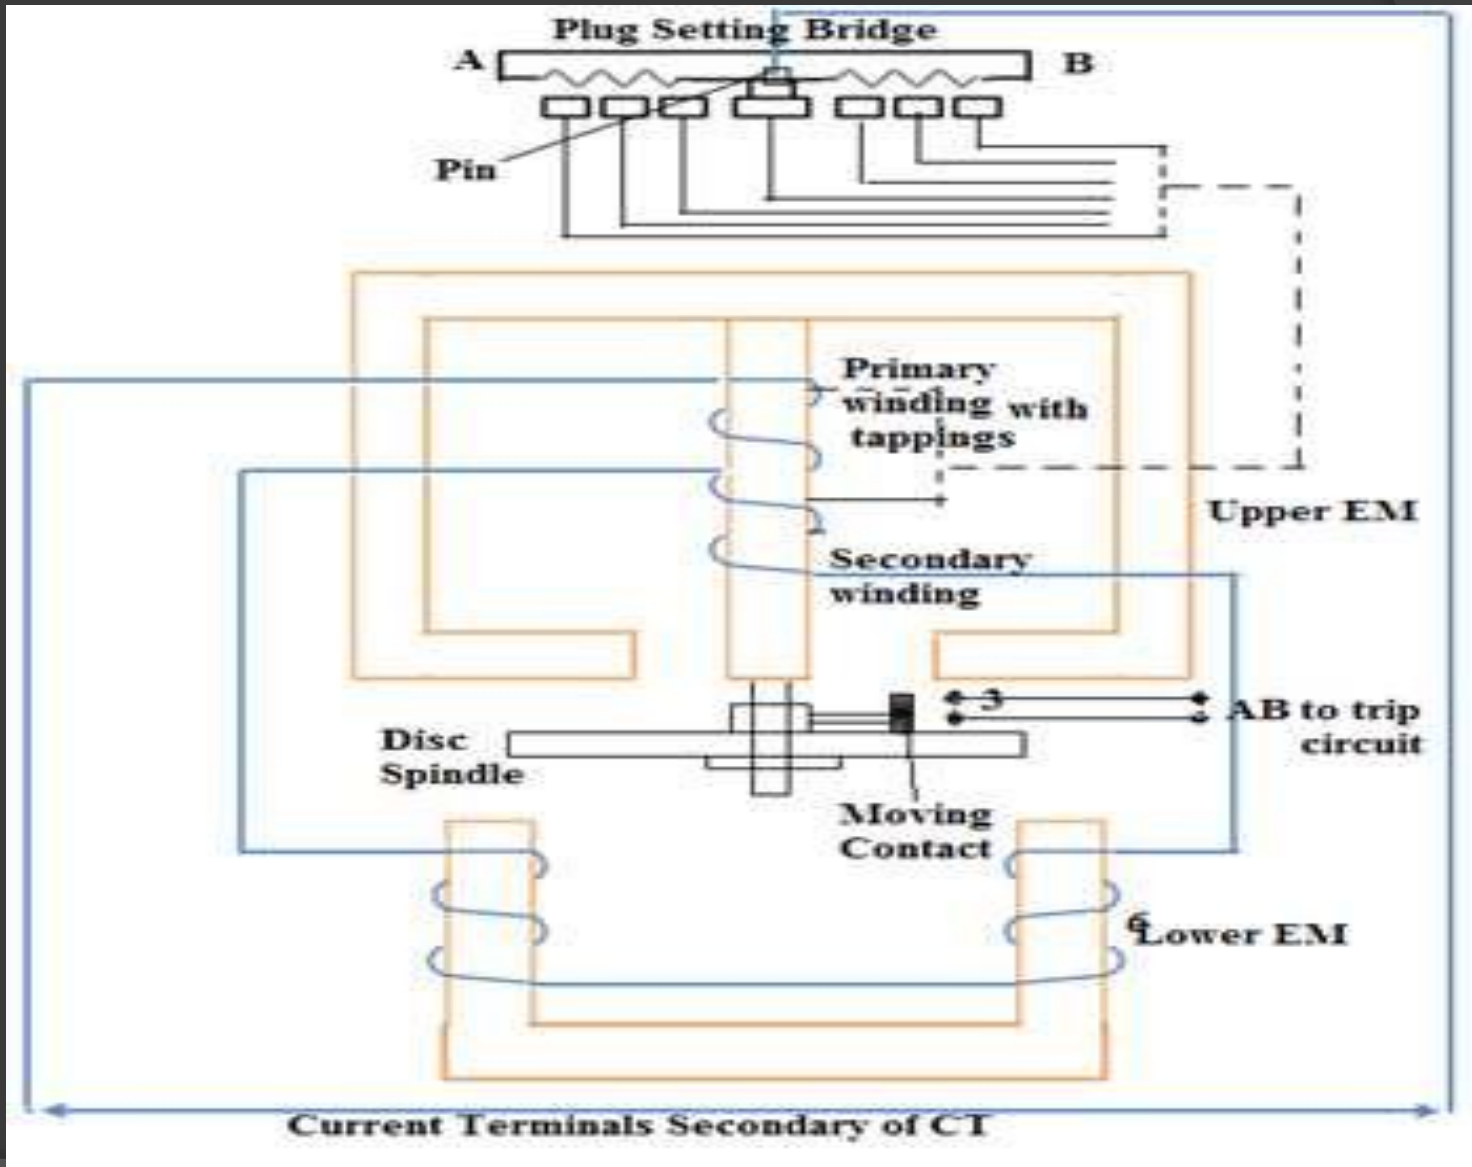 Plug Setting Bridge
A
B
Pin
Primary
winding with
tappings
Upper EM
Secondary
winding
3
AB to trip
circuit
Disc
Spindle
Moving
Contact
6
Lower EM
Current Terminals Secondary of CT